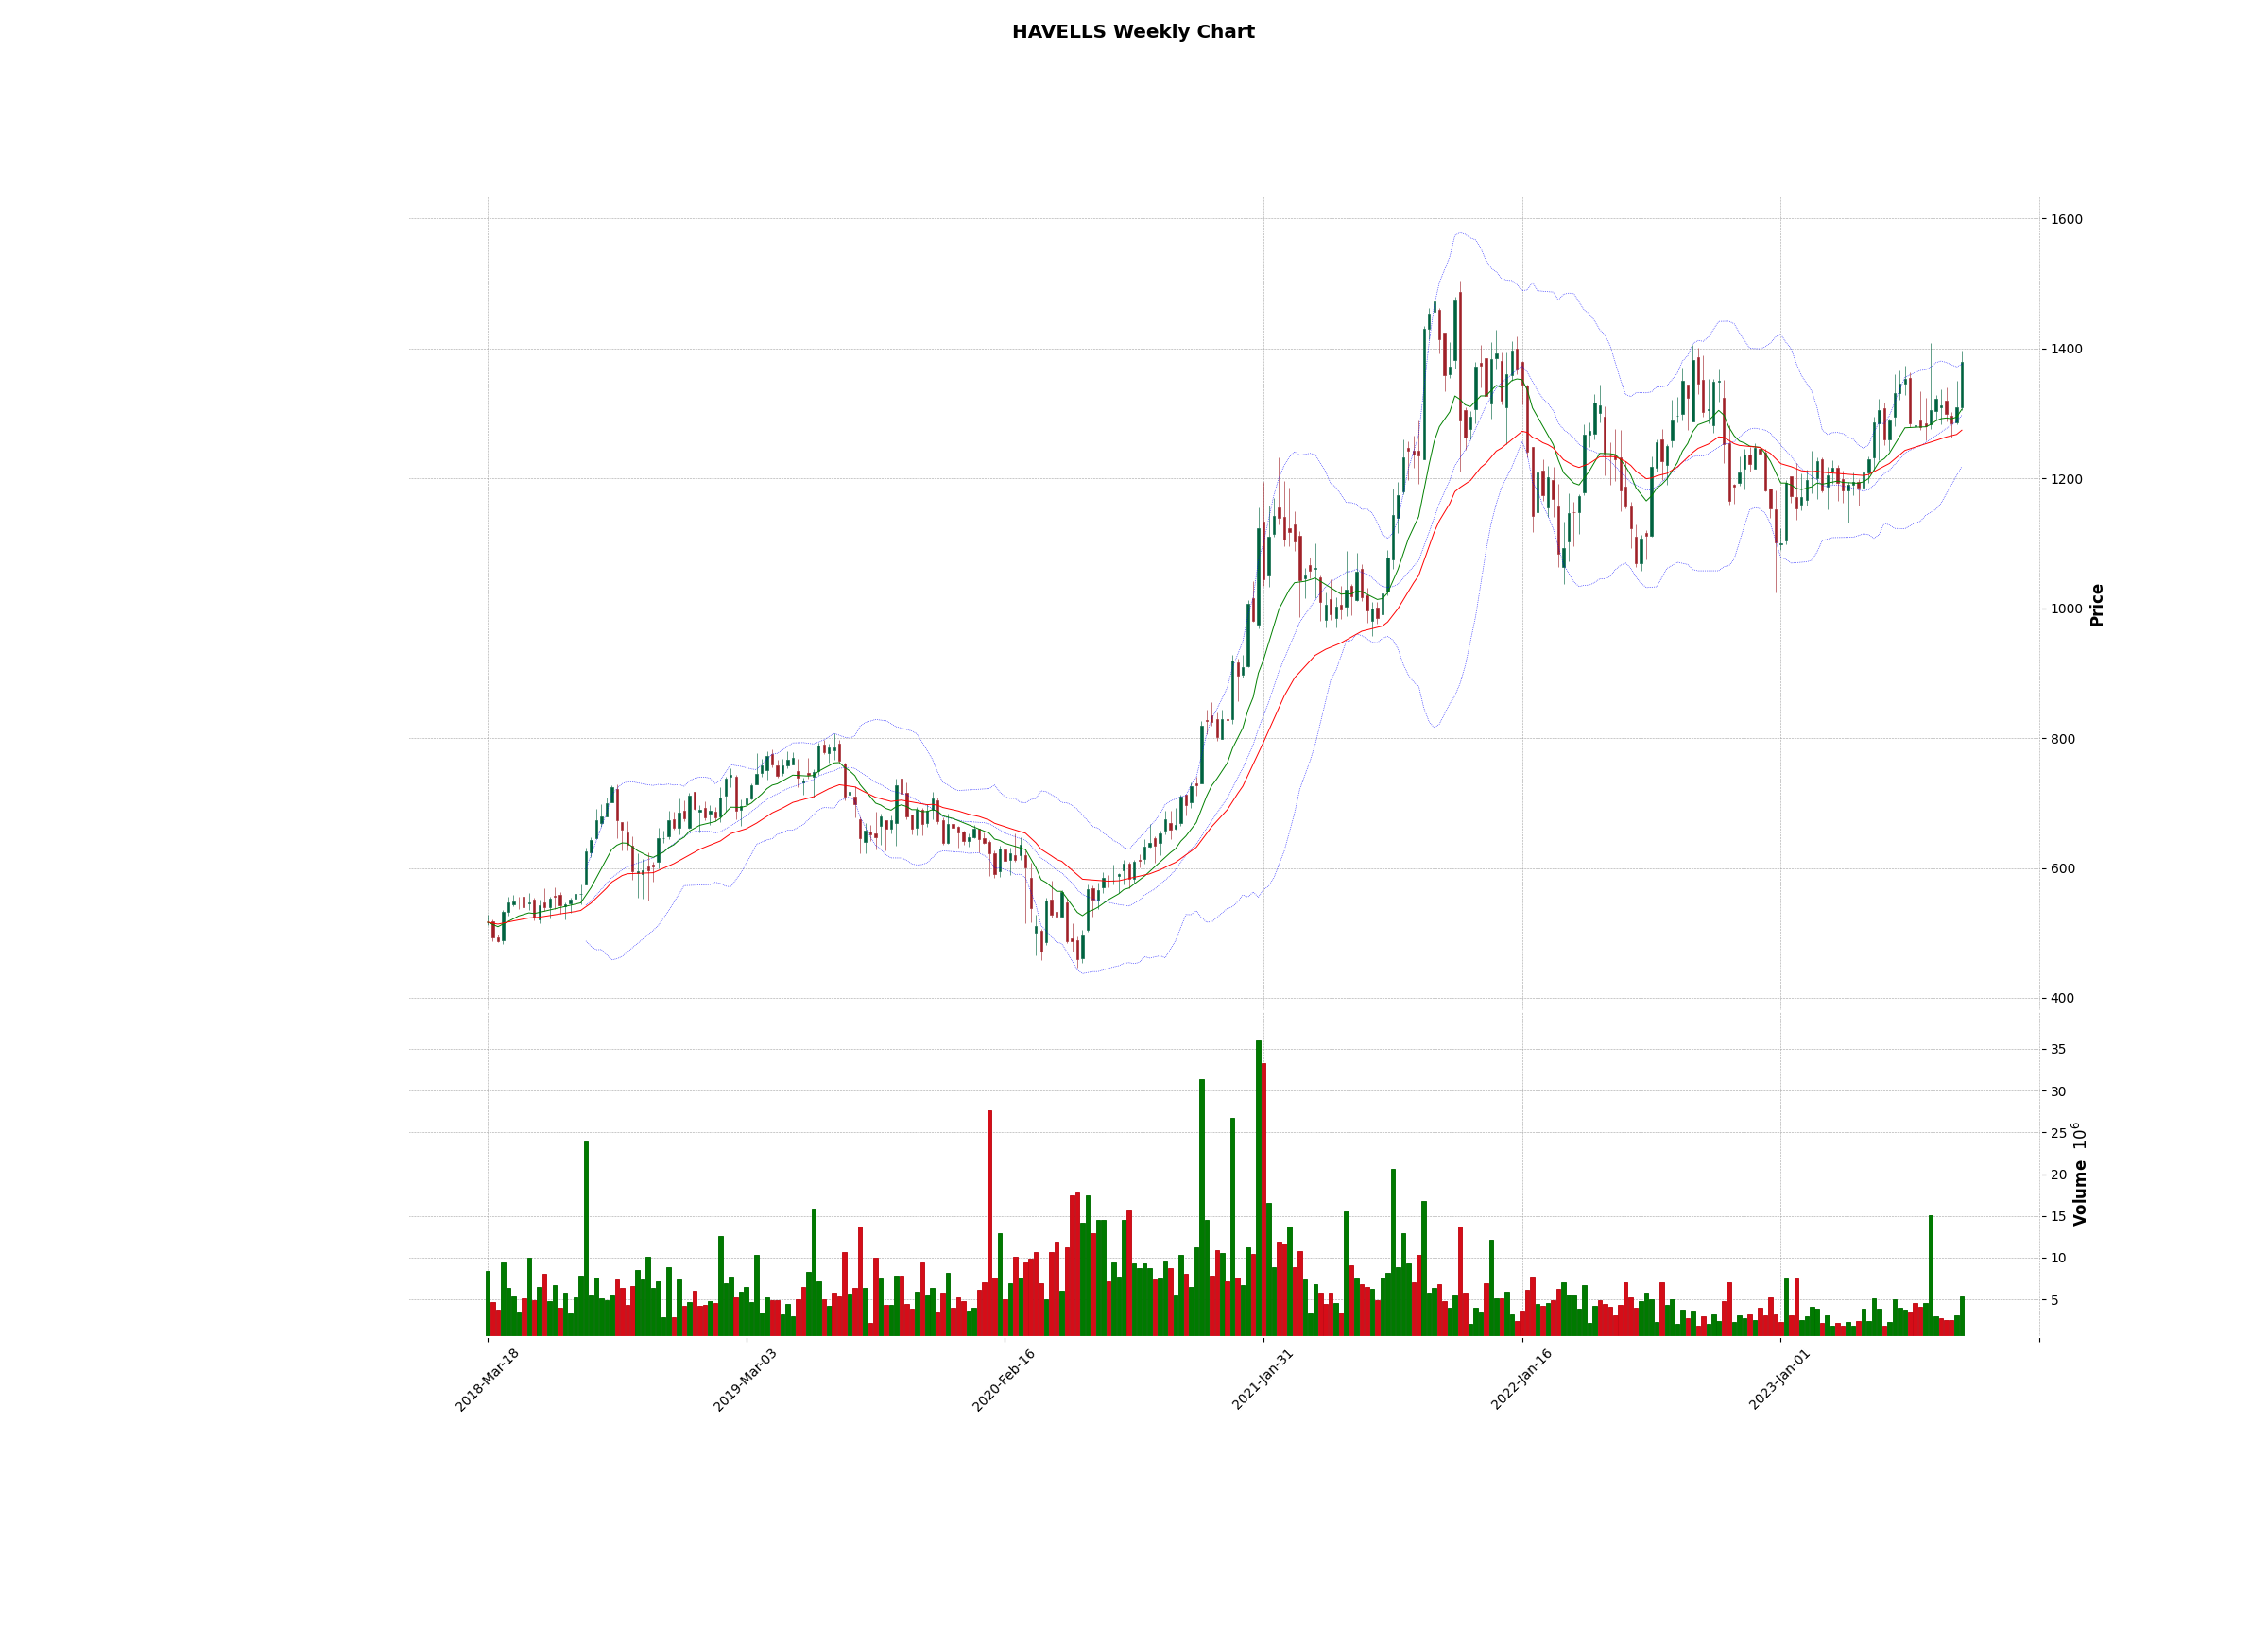 HAVELLS Weekly Chart
1600
1400
1200
1000
800
600
400
Price
35
30
25
20
15
10
5
Volume 10^6
2018-Mar-18
2019-Mar-03
2020-Feb-16
2021-Jan-31
2022-Jan-16
2023-Jan-01